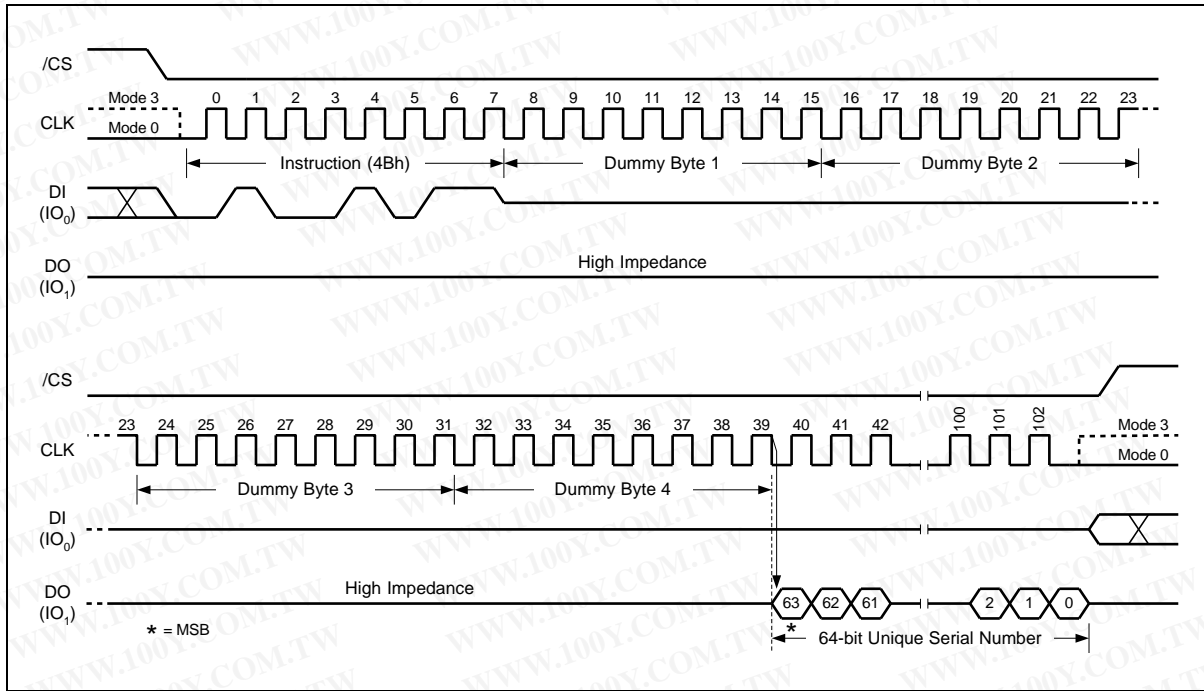 /CS
Mode 3
0 1 2 3 4 5 6 7 8 9 10 11 12 13 14 15 16 17 18 19 20 21 22 23
CLK
Mode 0
Instruction (4Bh)
Dummy Byte 1
Dummy Byte 2
DI
(IO0)
High Impedance
DO
(IO1)
/CS
23 24 25 26 27 28 29 30 31 32 33 34 35 36 37 38 39 40 41 42 100 101 102
Mode 3
CLK
Mode 0
Dummy Byte 3
Dummy Byte 4
DI
(IO0)
High Impedance
DO
(IO1)
63 62 61 2 1 0
* = MSB
*
64-bit Unique Serial Number
WWW.100Y.COM.TW